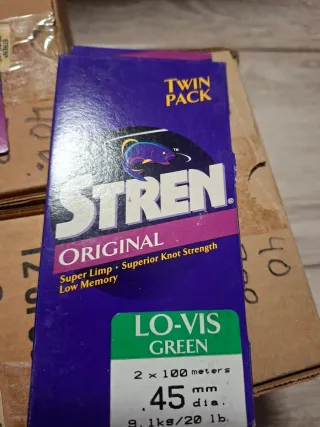 TWIN
PACK
STREN®
ORIGINAL
Super Limp • Superior Knot Strength
Low Memory
LO-VIS
GREEN
2 x 100 meters
.45 mm
dia.
9.1kg/20 lb.